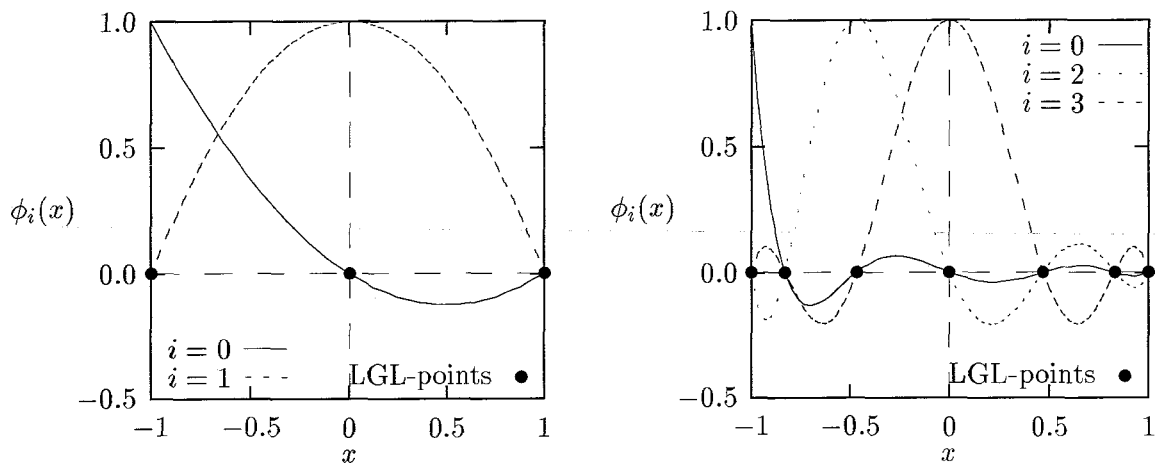 1.0
0.5
ϕᵢ(x)
0.0
i = 0
i = 1
LGL-points
−0.5
−1 −0.5 0 0.5 1
x
1.0
i = 0
i = 2
i = 3
0.5
ϕᵢ(x)
0.0
LGL-points
−0.5
−1 −0.5 0 0.5 1
x